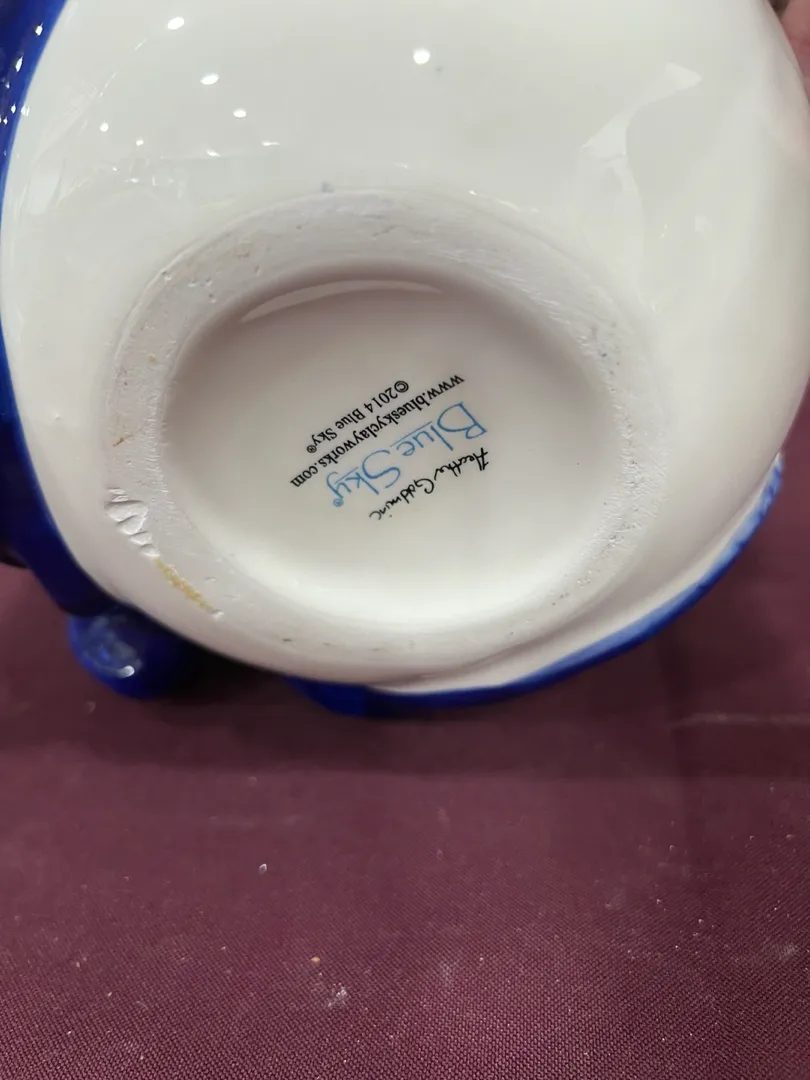 Heather Goldminc
Blue Sky®
www.blueskyclayworks.com
©2014 Blue Sky®